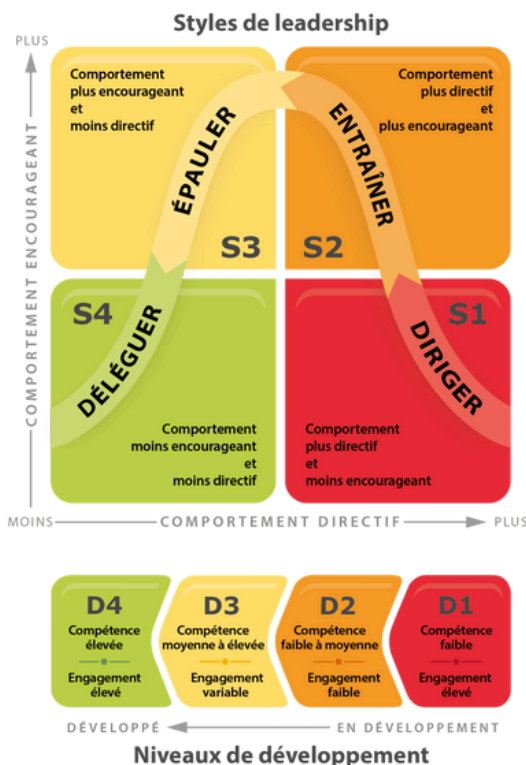 Styles de leadership
PLUS
COMPORTEMENT ENCOURAGEANT
Comportement
plus encourageant
et
moins directif
ÉPAULER
S3
Comportement
plus directif
et
plus encourageant
ENTRAÎNER
S2
S4
DÉLÉGUER
Comportement
moins encourageant
et
moins directif
S1
DIRIGER
Comportement
plus directif
et
moins encourageant
MOINS
COMPORTEMENT DIRECTIF
PLUS
D4
Compétence
élevée
Engagement
élevé
D3
Compétence
moyenne à élevée
Engagement
variable
D2
Compétence
faible à moyenne
Engagement
faible
D1
Compétence
faible
Engagement
élevé
DÉVELOPPÉ
EN DÉVELOPPEMENT
Niveaux de développement